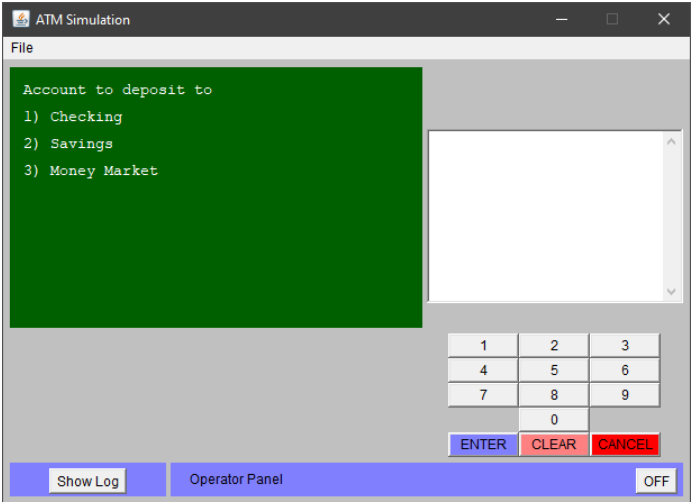 ATM Simulation
File
Account to deposit to
1) Checking
2) Savings
3) Money Market
1 2 3
4 5 6
7 8 9
0
ENTER CLEAR CANCEL
Show Log Operator Panel OFF